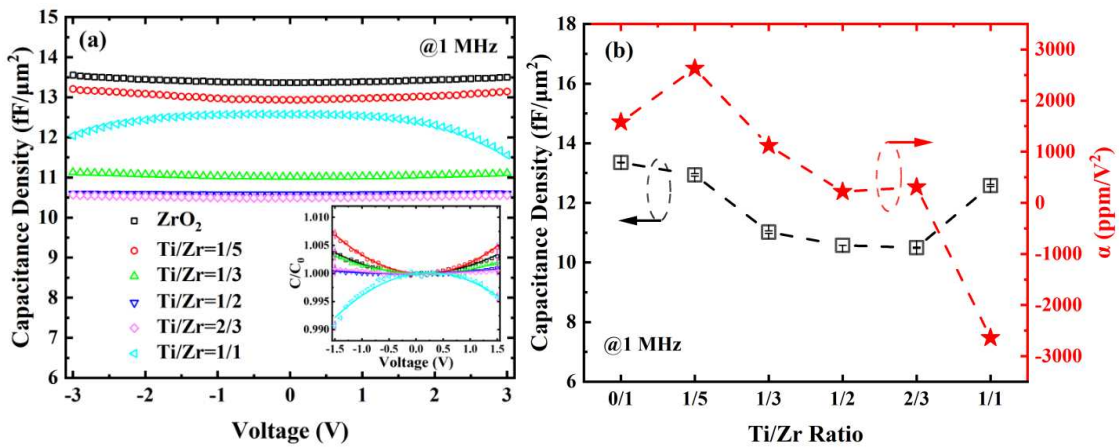 (a)
@1 MHz
Capacitance Density (fF/μm²)
15
14
13
12
11
10
9
8
7
6
-3
-2
-1
0
1
2
3
Voltage (V)
ZrO₂
Ti/Zr=1/5
Ti/Zr=1/3
Ti/Zr=1/2
Ti/Zr=2/3
Ti/Zr=1/1
C/C₀
1.010
1.005
1.000
0.995
0.990
-1.5
-1.0
-0.5
0.0
0.5
1.0
1.5
Voltage (V)
(b)
@1 MHz
Capacitance Density (fF/μm²)
18
16
14
12
10
8
6
0/1
1/5
1/3
1/2
2/3
1/1
Ti/Zr Ratio
3000
2000
1000
0
-1000
-2000
-3000
α (ppm/V²)